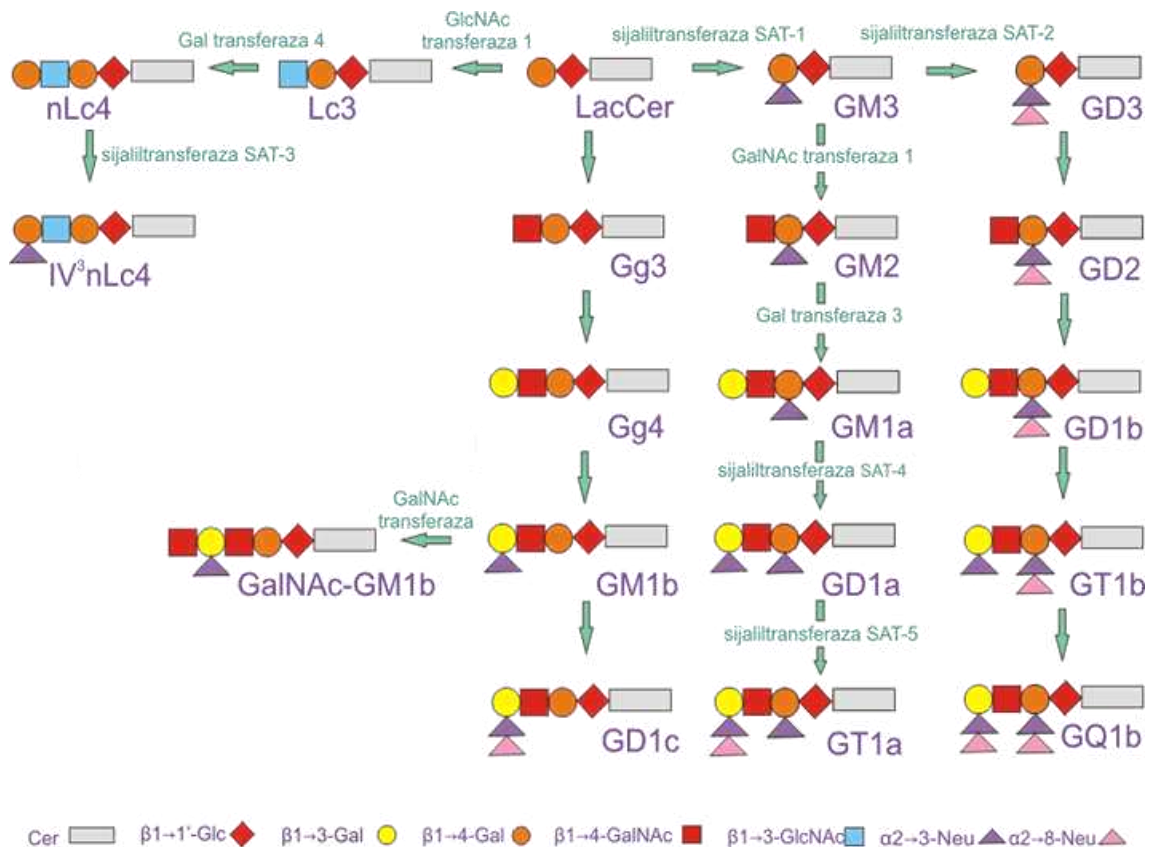 Gal transferaza 4
GlcNAc
transferaza 1
sijaliltransferaza SAT-1
sijaliltransferaza SAT-2
nLc4
Lc3
LacCer
GM3
GD3
sijaliltransferaza SAT-3
GalNAc transferaza 1
IV³nLc4
Gg3
GM2
GD2
Gal transferaza 3
Gg4
GM1a
GD1b
sijaliltransferaza SAT-4
GalNAc
transferaza
GalNAc-GM1b
GM1b
GD1a
GT1b
sijaliltransferaza SAT-5
GD1c
GT1a
GQ1b
Cer β1→1'-Glc β1→3-Gal β1→4-Gal β1→4-GalNAc β1→3-GlcNAc α2→3-Neu α2→8-Neu